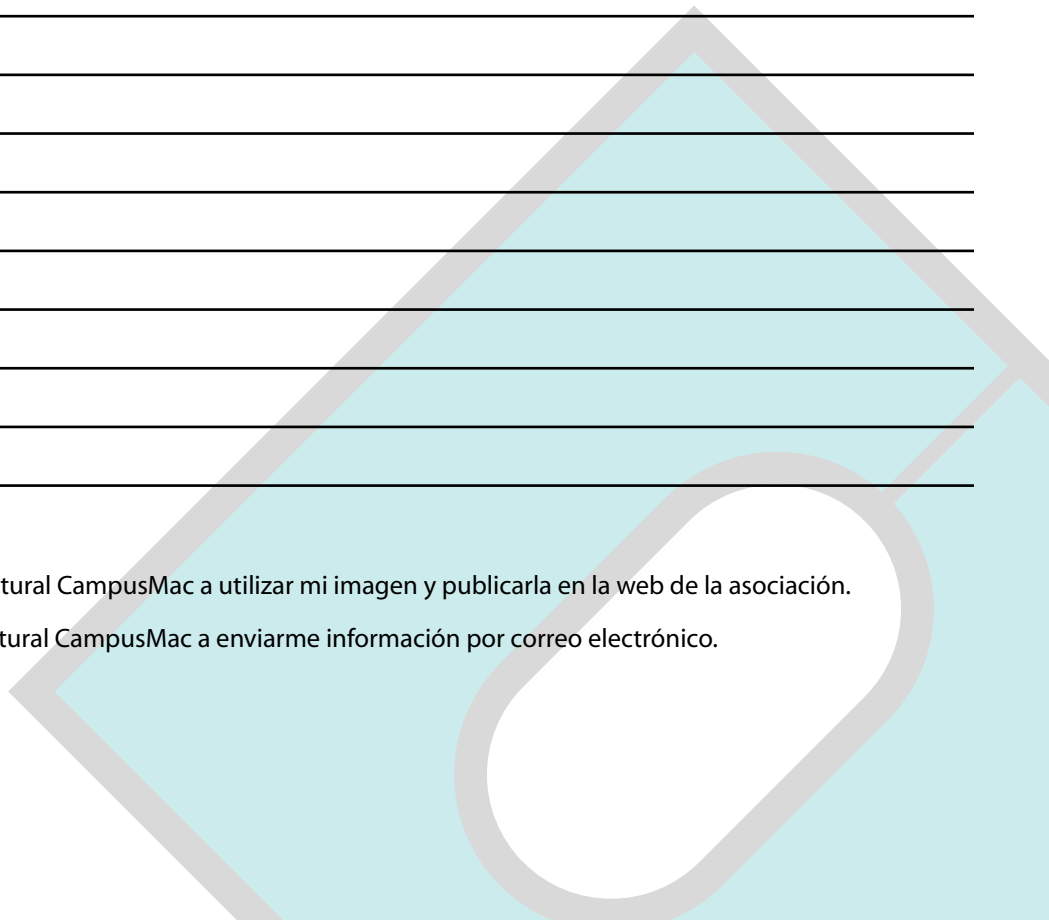 tural CampusMac a utilizar mi imagen y publicarla en la web de la asociación.
tural CampusMac a enviarme información por correo electrónico.